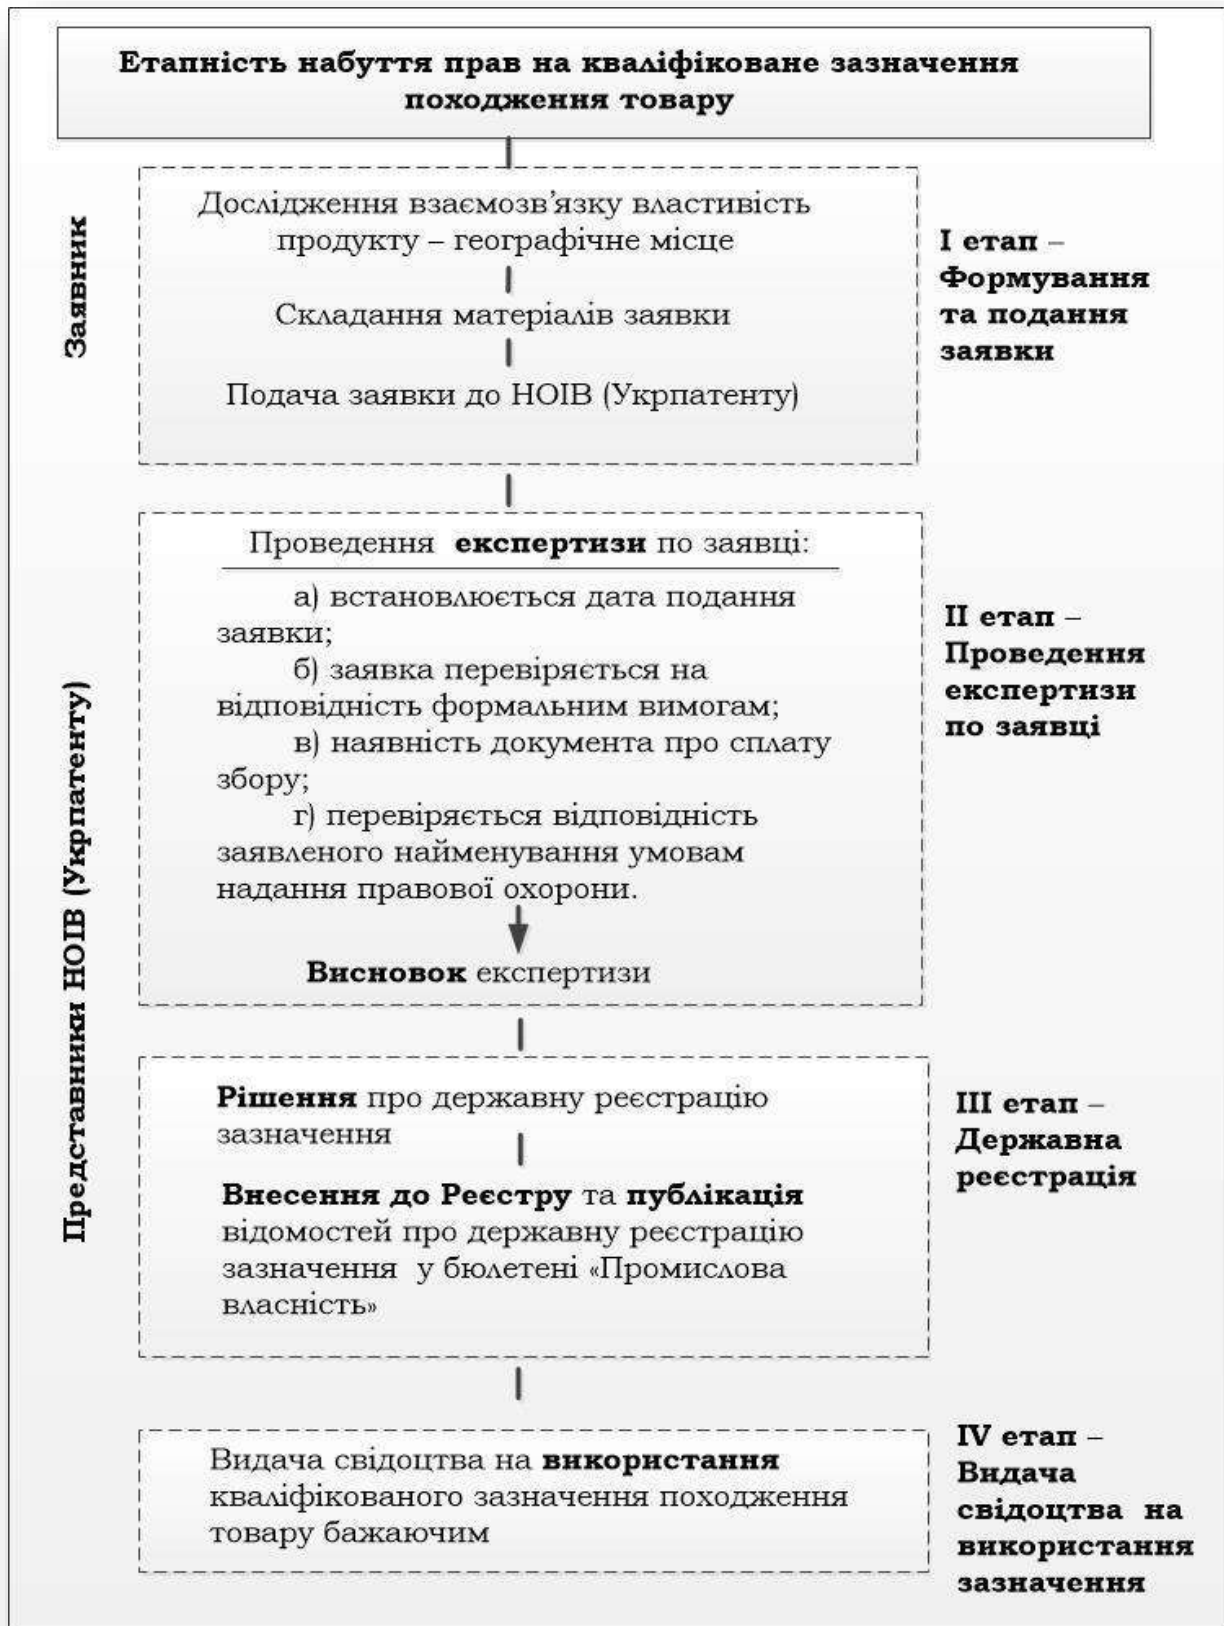 Етапність набуття прав на кваліфіковане зазначення
походження товару
Заявник
Дослідження взаємозв’язку властивість
продукту – географічне місце
Складання матеріалів заявки
Подача заявки до НОІВ (Укрпатенту)
І етап –
Формування
та подання
заявки
Представники НОІВ (Укрпатенту)
Проведення експертизи по заявці:
а) встановлюється дата подання
заявки;
б) заявка перевіряється на
відповідність формальним вимогам;
в) наявність документа про сплату
збору;
г) перевіряється відповідність
заявленого найменування умовам
надання правової охорони.
Висновок експертизи
ІІ етап –
Проведення
експертизи
по заявці
Рішення про державну реєстрацію
зазначення
Внесення до Реєстру та публікація
відомостей про державну реєстрацію
зазначення у бюлетені «Промислова
власність»
ІІІ етап –
Державна
реєстрація
Видача свідоцтва на використання
кваліфікованого зазначення походження
товару бажаючим
IV етап –
Видача
свідоцтва на
використання
зазначення